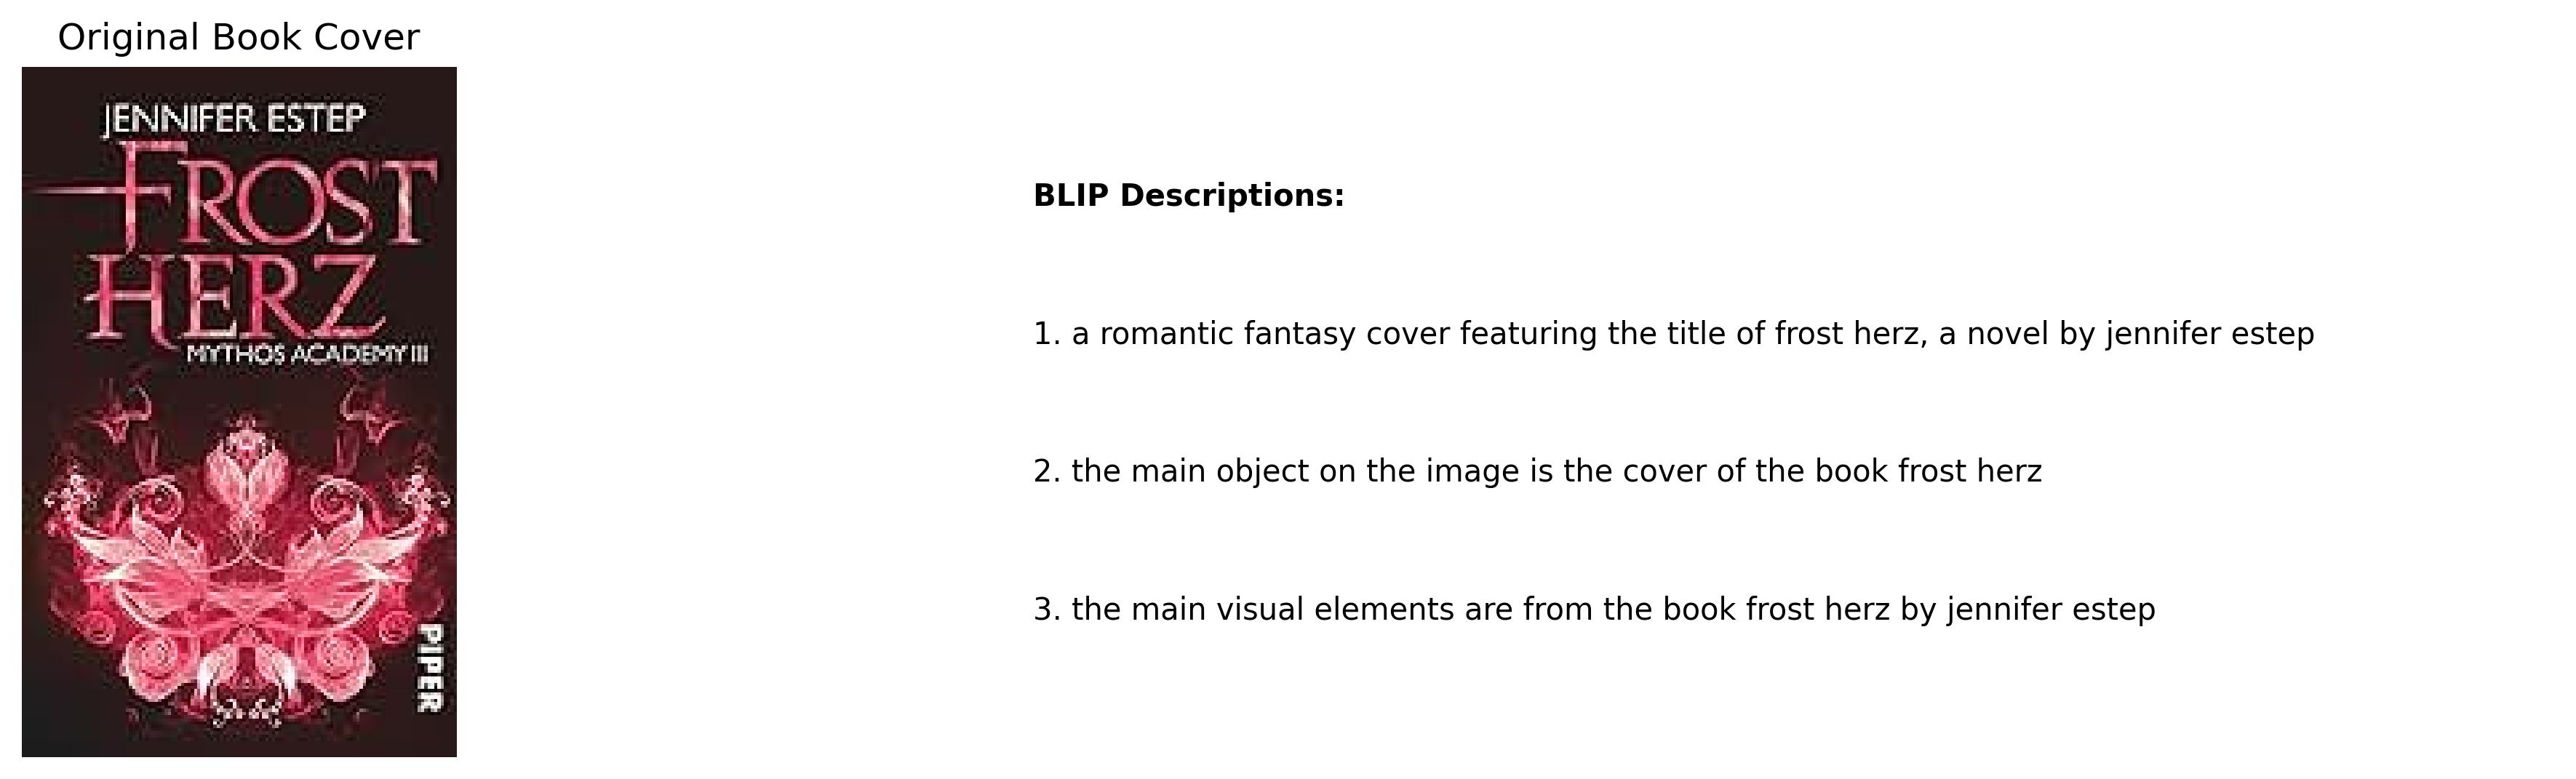 Original Book Cover
JENNIFER ESTEP
FROST
HERZ
MYTHOS ACADEMY III
PIPER
BLIP Descriptions:
1. a romantic fantasy cover featuring the title of frost herz, a novel by jennifer estep
2. the main object on the image is the cover of the book frost herz
3. the main visual elements are from the book frost herz by jennifer estep